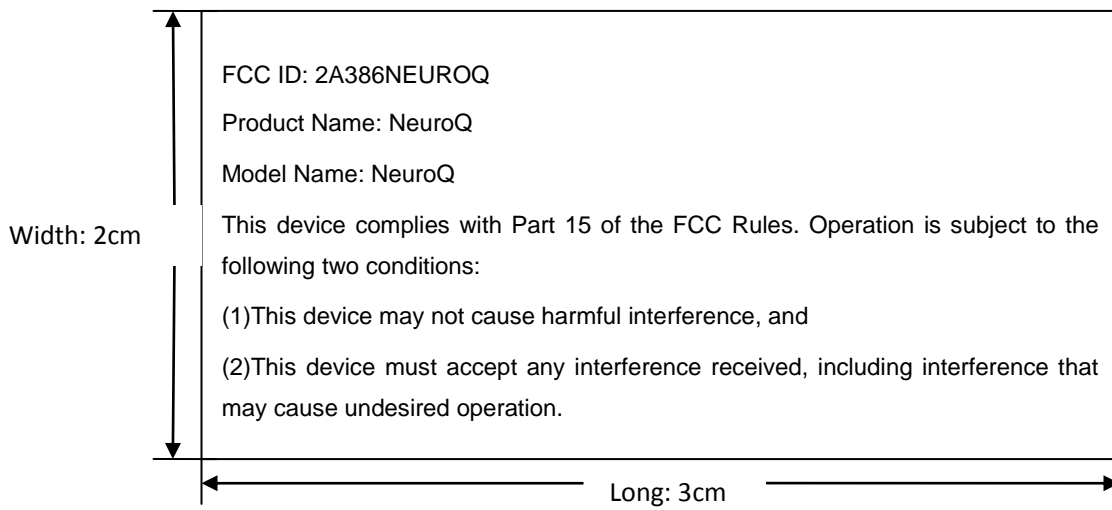 FCC ID: 2A386NEUROQ
Product Name: NeuroQ
Model Name: NeuroQ
Width: 2cm
This device complies with Part 15 of the FCC Rules. Operation is subject to the
following two conditions:
(1)This device may not cause harmful interference, and
(2)This device must accept any interference received, including interference that
may cause undesired operation.
Long: 3cm